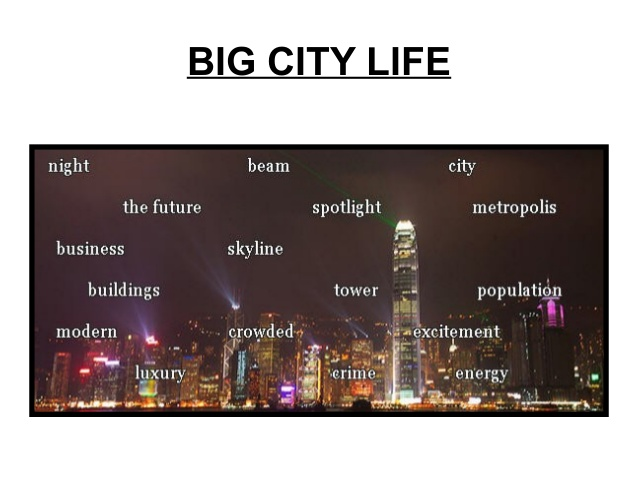 BIG CITY LIFE
night beam city
the future spotlight metropolis
business skyline
buildings tower population
modern crowded excitement
luxury crime energy